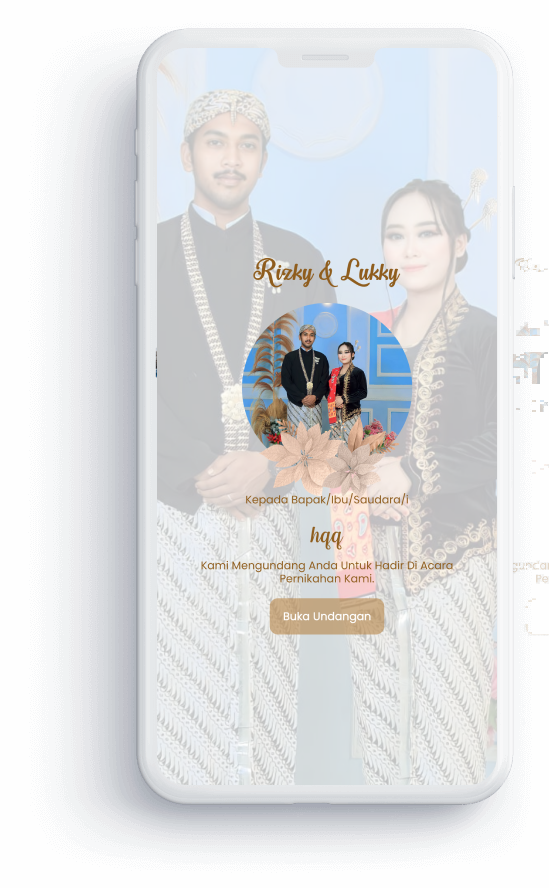 Rizky & Lukky
Kepada Bapak/Ibu/Saudara/i
hqq
Kami Mengundang Anda Untuk Hadir Di Acara
Pernikahan Kami.
Buka Undangan